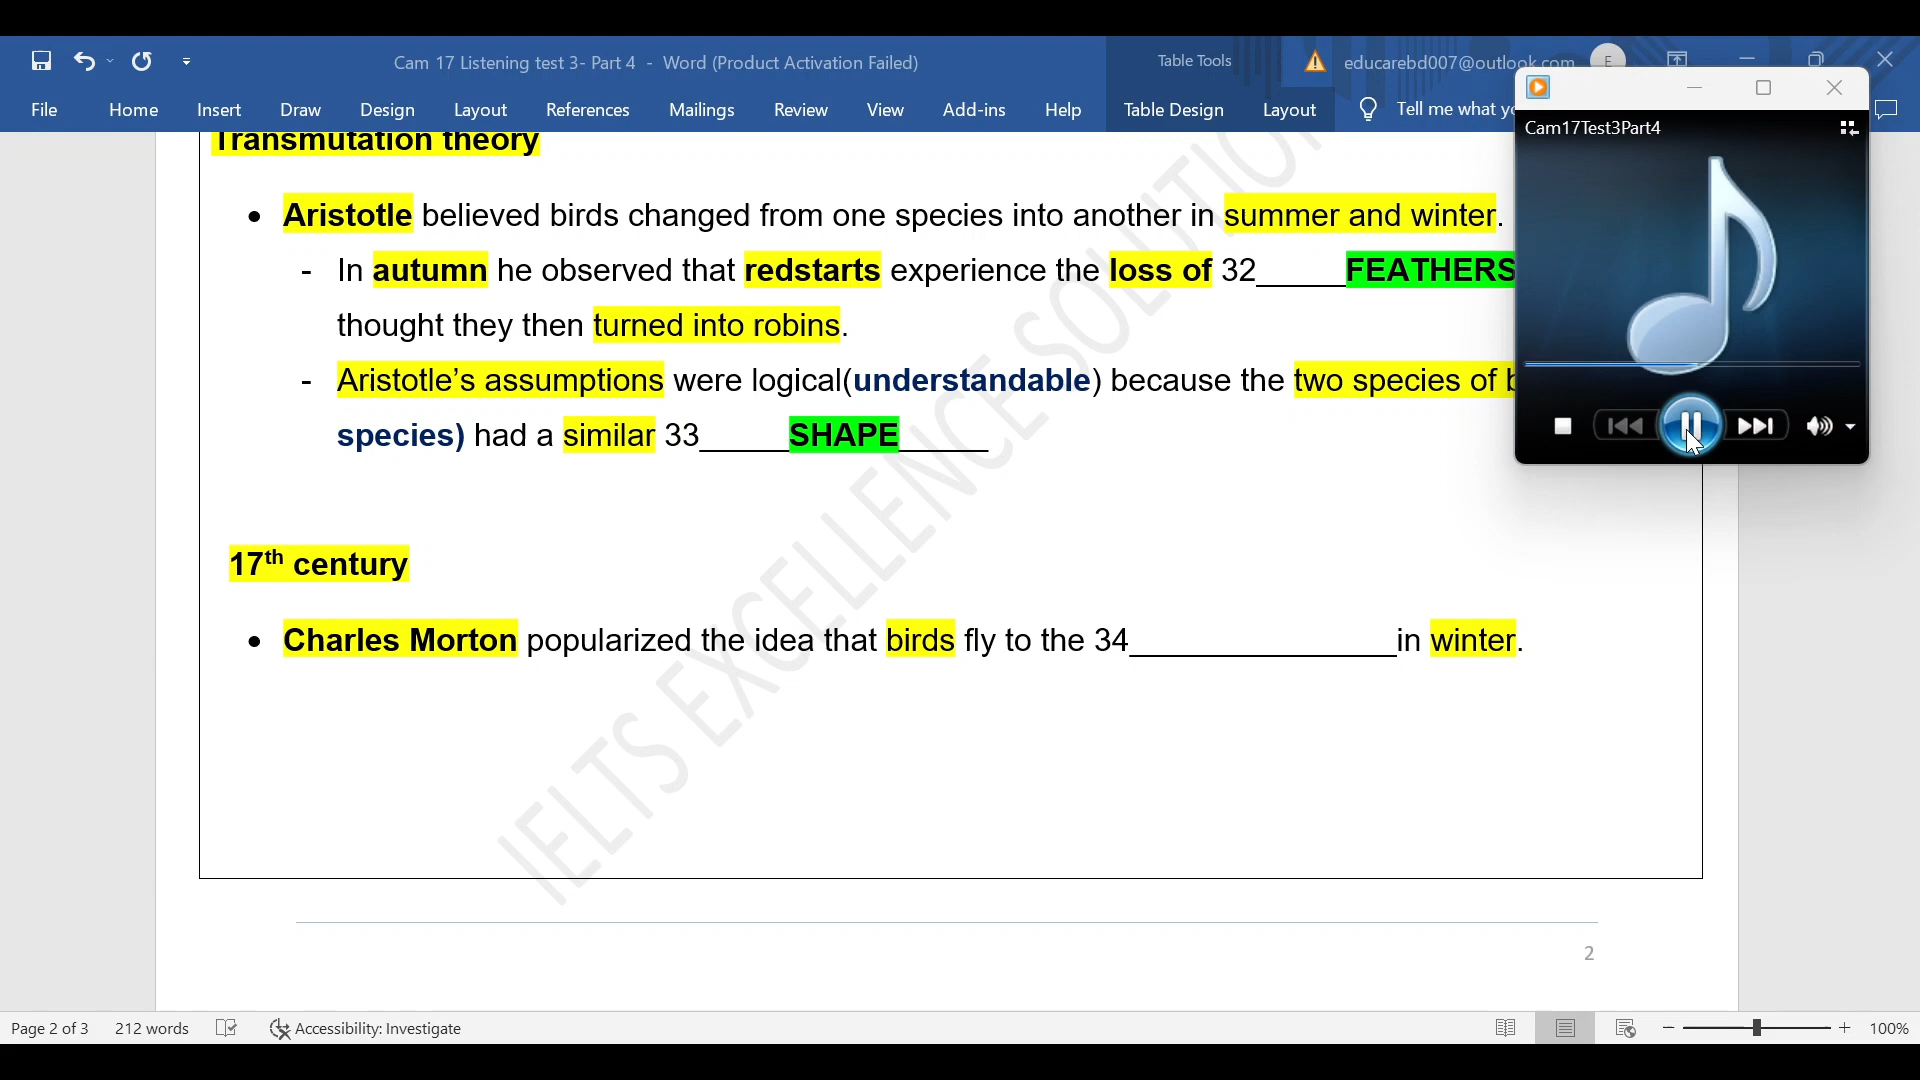 Cam 17 Listening test 3- Part 4 - Word (Product Activation Failed)
Table Tools
educarebd007@outlook.com
E
File Home Insert Draw Design Layout References Mailings Review View Add-ins Help Table Design Layout Tell me what yo
Cam17Test3Part4
Transmutation theory
• Aristotle believed birds changed from one species into another in summer and winter.
- In autumn he observed that redstarts experience the loss of 32_____FEATHERS
thought they then turned into robins.
- Aristotle's assumptions were logical(understandable) because the two species of b
species) had a similar 33_____SHAPE_____
17th century
• Charles Morton popularized the idea that birds fly to the 34_______________in winter.
IELTS EXCELLENCE SOLUTION
2
Page 2 of 3 212 words Accessibility: Investigate 100%